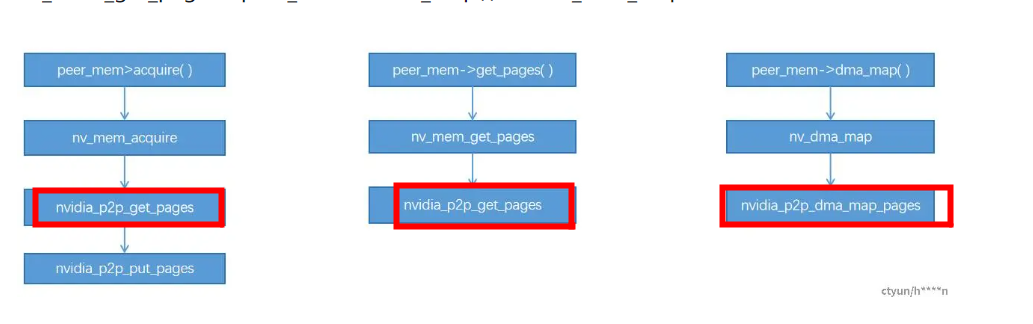 peer_mem>acquire( )
nv_mem_acquire
nvidia_p2p_get_pages
nvidia_p2p_put_pages
peer_mem->get_pages( )
nv_mem_get_pages
nvidia_p2p_get_pages
peer_mem->dma_map( )
nv_dma_map
nvidia_p2p_dma_map_pages
ctyun/h****n